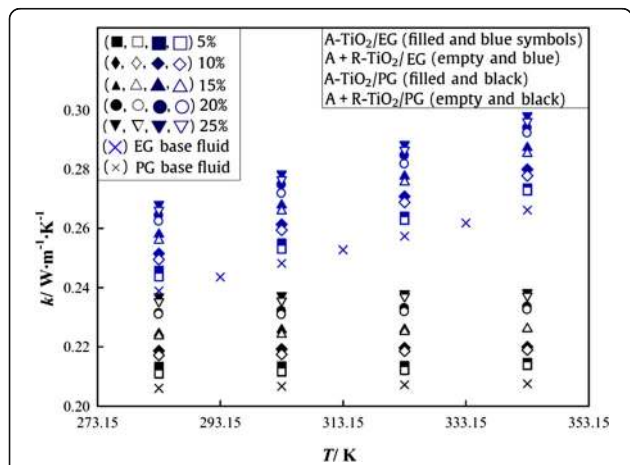 (■, □, ■, □) 5%
(♦, ◇, ♦, ◇) 10%
(▲, △, ▲, △) 15%
(●, ○, ●, ○) 20%
(▼, ▽, ▼, ▽) 25%
(×) EG base fluid
(×) PG base fluid
A-TiO₂/EG (filled and blue symbols)
A + R-TiO₂/EG (empty and blue)
A-TiO₂/PG (filled and black)
A + R-TiO₂/PG (empty and black)
k/ W·m⁻¹·K⁻¹
0.30
0.28
0.26
0.24
0.22
0.20
273.15 293.15 313.15 333.15 353.15
T/ K